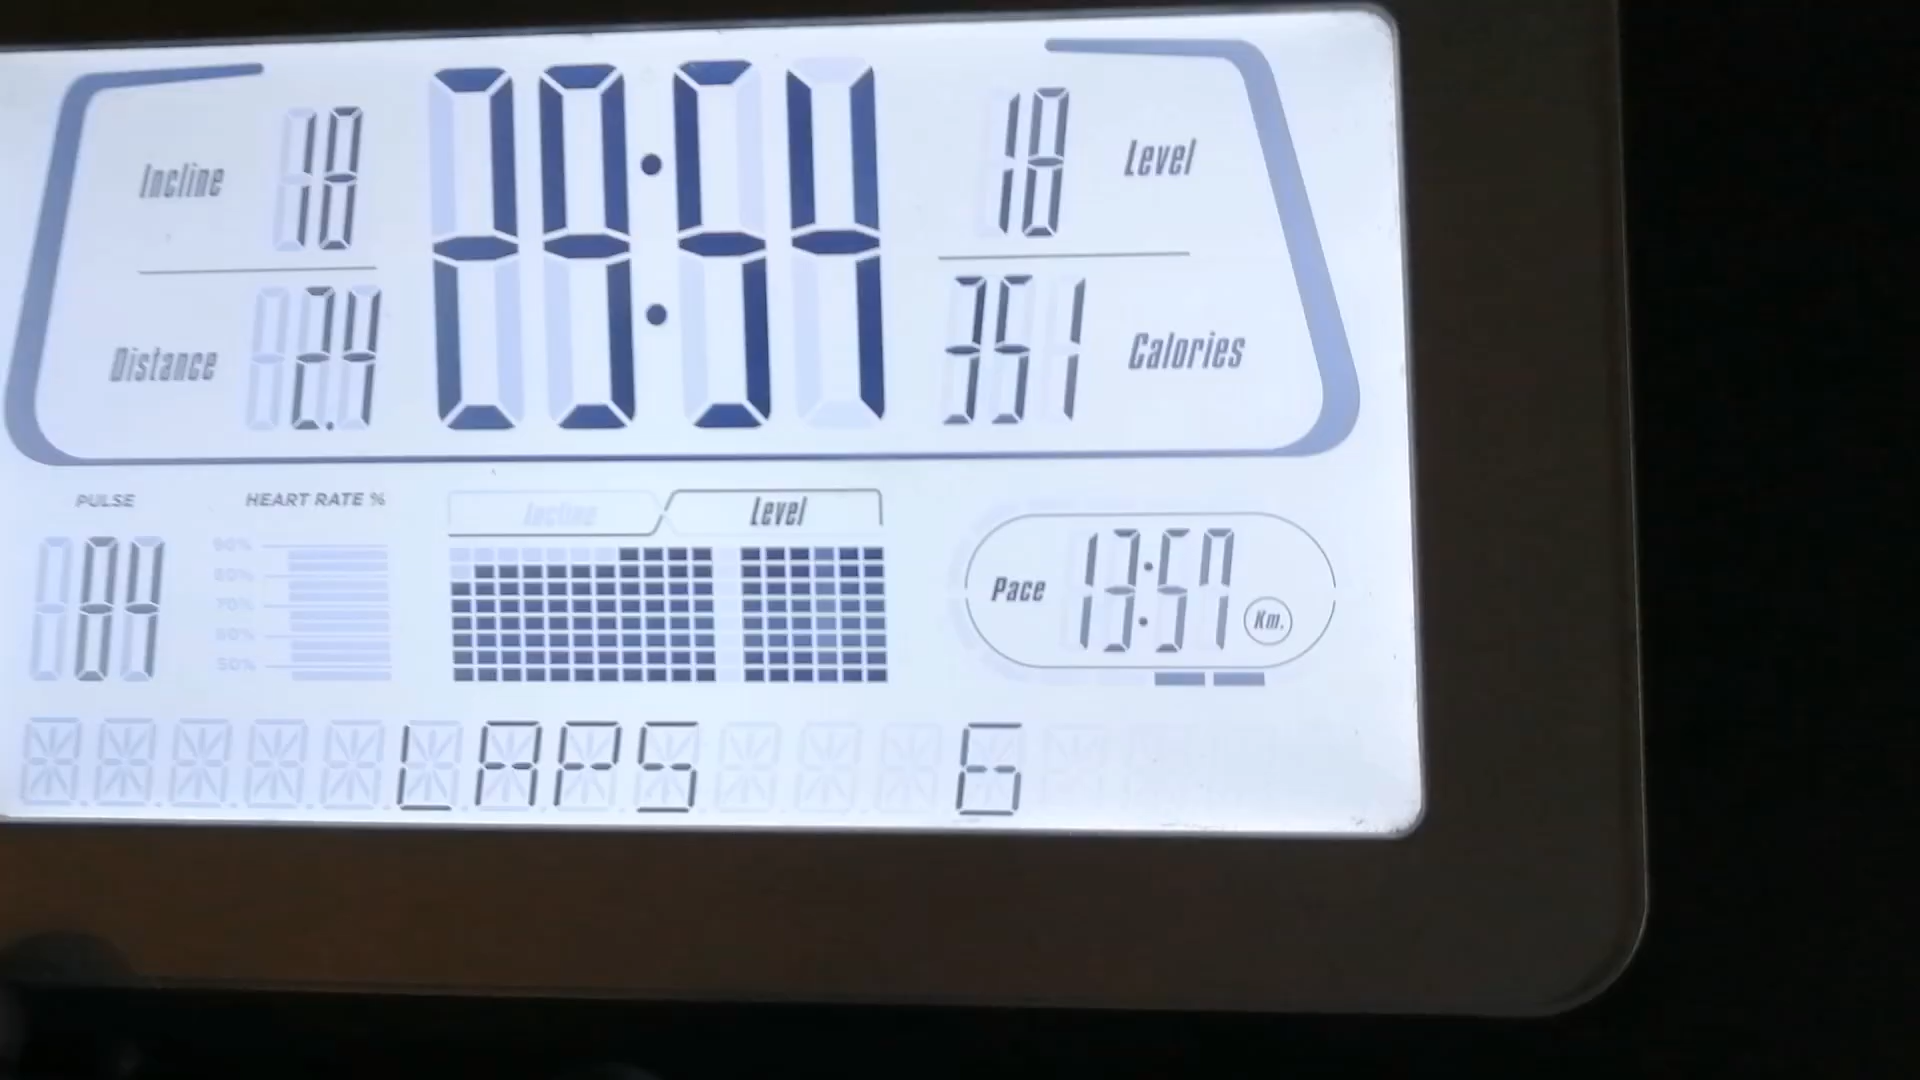 Incline 18
29:54
18 Level
Distance 2.4
351 Calories
PULSE
84
HEART RATE %
90%
80%
70%
60%
50%
Incline Level
Pace 13:57 Km.
LAPS 6